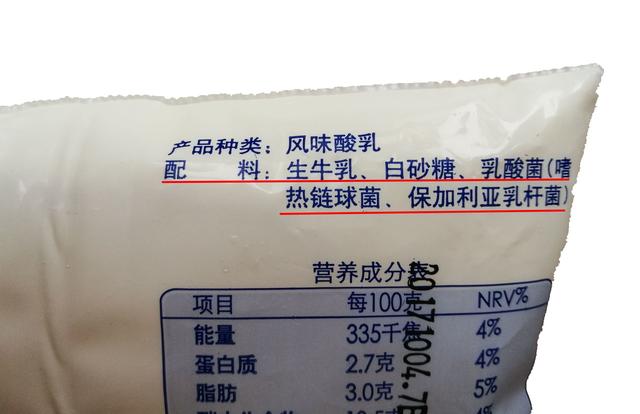 产品种类：风味酸乳
配 料：生牛乳、白砂糖、乳酸菌(嗜
热链球菌、保加利亚乳杆菌)
营养成分表
项目 每100克 NRV%
能量 335千焦 4%
蛋白质 2.7克 4%
脂肪 3.0克 5%
20171004.7B